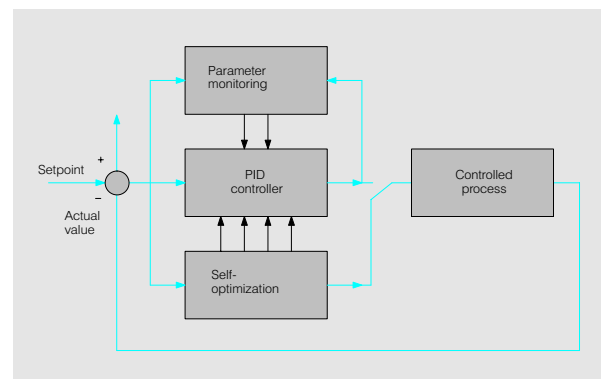 Parameter
monitoring
+
Setpoint
PID
controller
Controlled
process
−
Actual
value
Self-
optimization